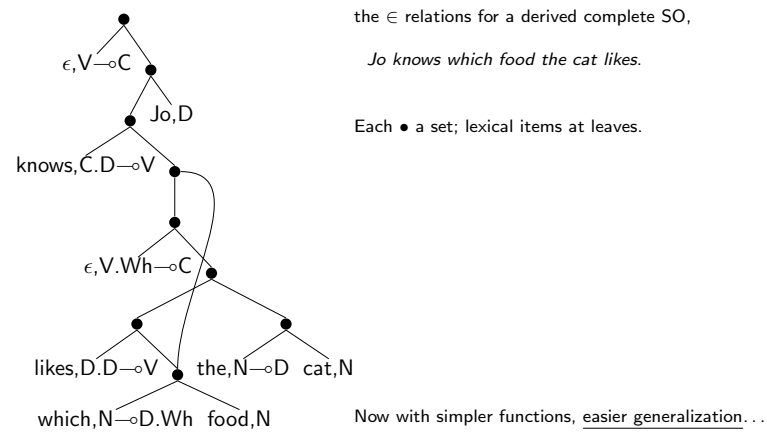 the ∈ relations for a derived complete SO,
ϵ,V⊸C
Jo knows which food the cat likes.
Jo,D
Each • a set; lexical items at leaves.
knows,C.D⊸V
ϵ,V.Wh⊸C
likes,D.D⊸V the,N⊸D cat,N
which,N⊸D.Wh food,N
Now with simpler functions, easier generalization...